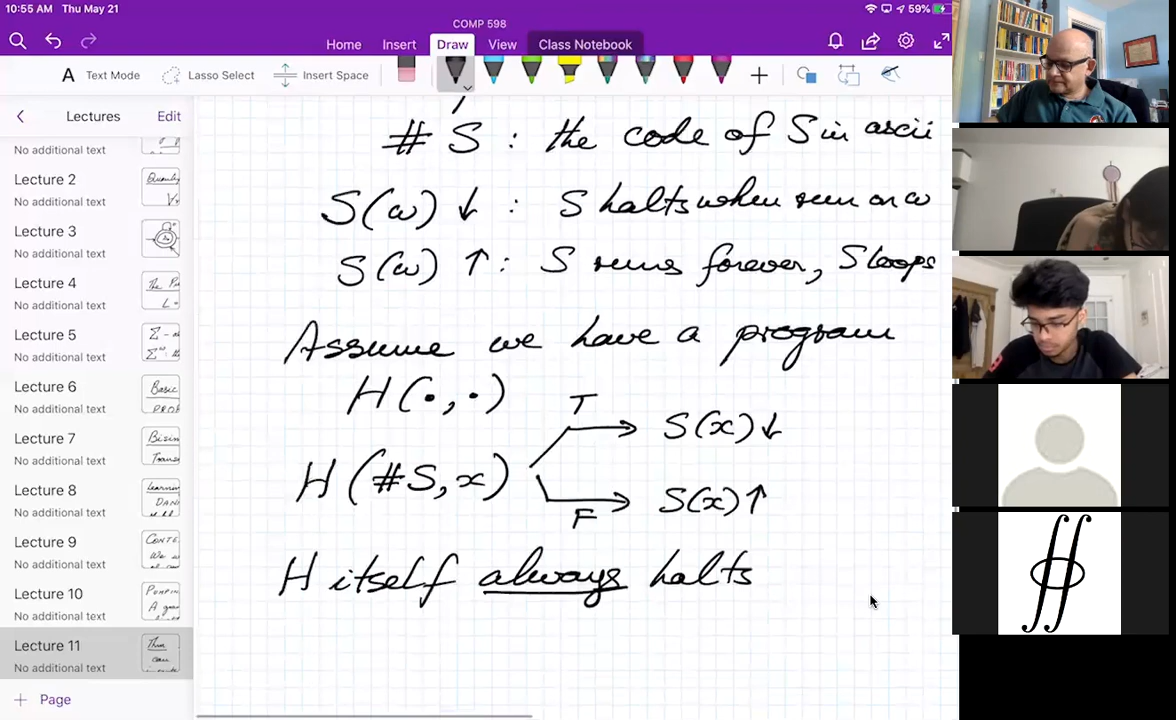 10:55 AM Thu May 21
59%
COMP 598
Home Insert Draw View Class Notebook
A Text Mode Lasso Select Insert Space
Lectures Edit
No additional text
Lecture 2
No additional text
Lecture 3
No additional text
Lecture 4
No additional text
Lecture 5
No additional text
Lecture 6
No additional text
Lecture 7
No additional text
Lecture 8
No additional text
Lecture 9
No additional text
Lecture 10
No additional text
Lecture 11
No additional text
+ Page
# S : the code of S in ascii
S(w) ↓ : S halts when run on w
S(w) ↑ : S runs forever, S loops
Assume we have a program
H(·,·)
T
S(x)↓
H(#S,x)
S(x)↑
F
H itself always halts
∯